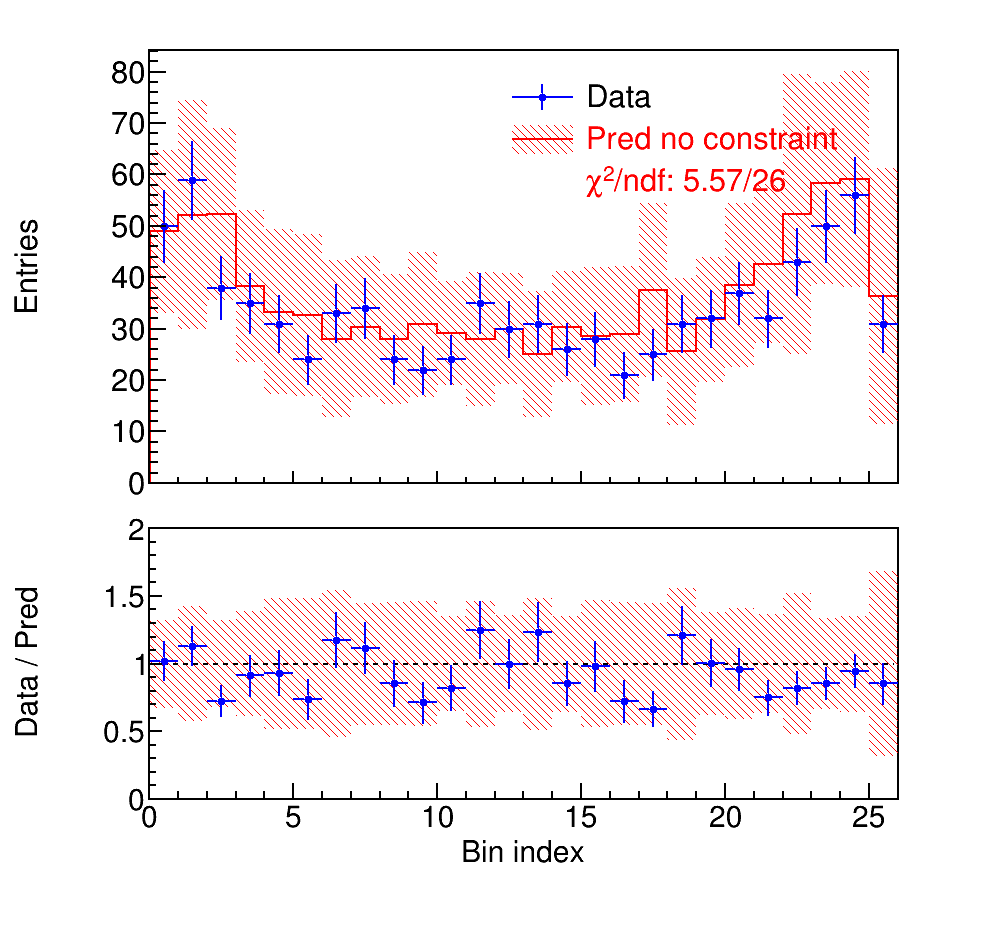 Data
Pred no constraint
χ²/ndf: 5.57/26
Entries
80
70
60
50
40
30
20
10
0
Data / Pred
2
1.5
1
0.5
0
0 5 10 15 20 25
Bin index